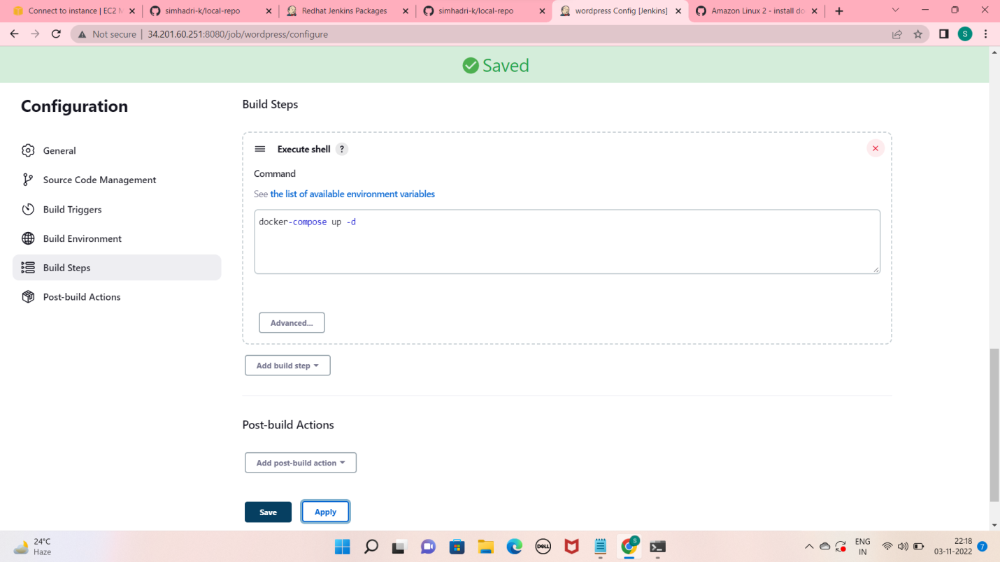 Connect to instance | EC2 M
simhadri-k/local-repo
Redhat Jenkins Packages
simhadri-k/local-repo
wordpress Config [Jenkins]
Amazon Linux 2 - install do
Not secure
34.201.60.251:8080/job/wordpress/configure
S
Saved
Configuration
General
Source Code Management
Build Triggers
Build Environment
Build Steps
Post-build Actions
Build Steps
Execute shell ?
Command
See the list of available environment variables
docker-compose up -d
Advanced...
Add build step
Post-build Actions
Add post-build action
Save
Apply
24°C
Haze
DELL
S
ENG
IN
22:18
03-11-2022
7